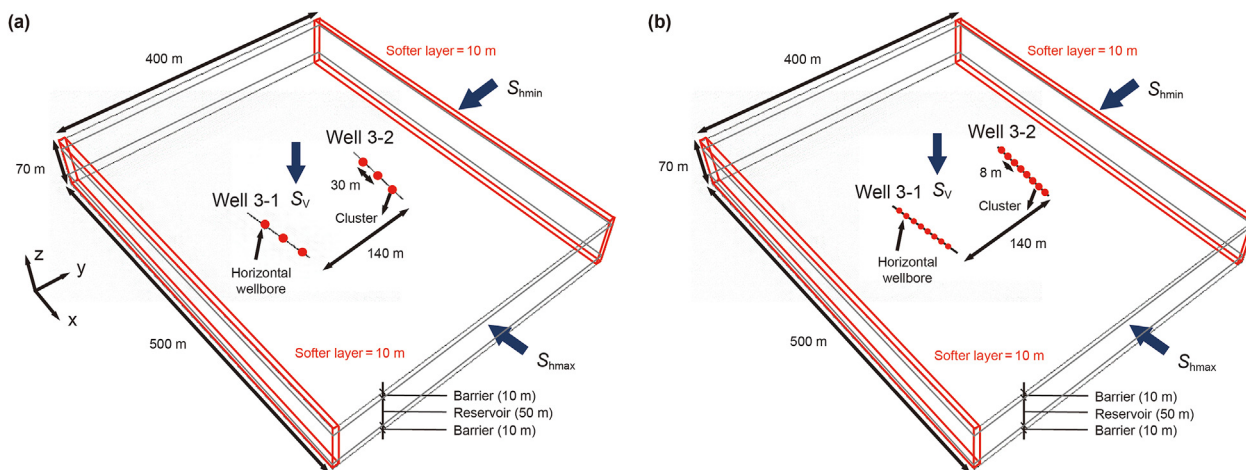 (a)
400 m
Softer layer = 10 m
Shmin
70 m
Well 3-2
30 m
SV
Well 3-1
Cluster
140 m
Horizontal
wellbore
z
y
x
500 m
Softer layer = 10 m
Shmax
Barrier (10 m)
Reservoir (50 m)
Barrier (10 m)
(b)
400 m
Softer layer = 10 m
Shmin
70 m
Well 3-2
8 m
SV
Well 3-1
Cluster
140 m
Horizontal
wellbore
500 m
Softer layer = 10 m
Shmax
Barrier (10 m)
Reservoir (50 m)
Barrier (10 m)